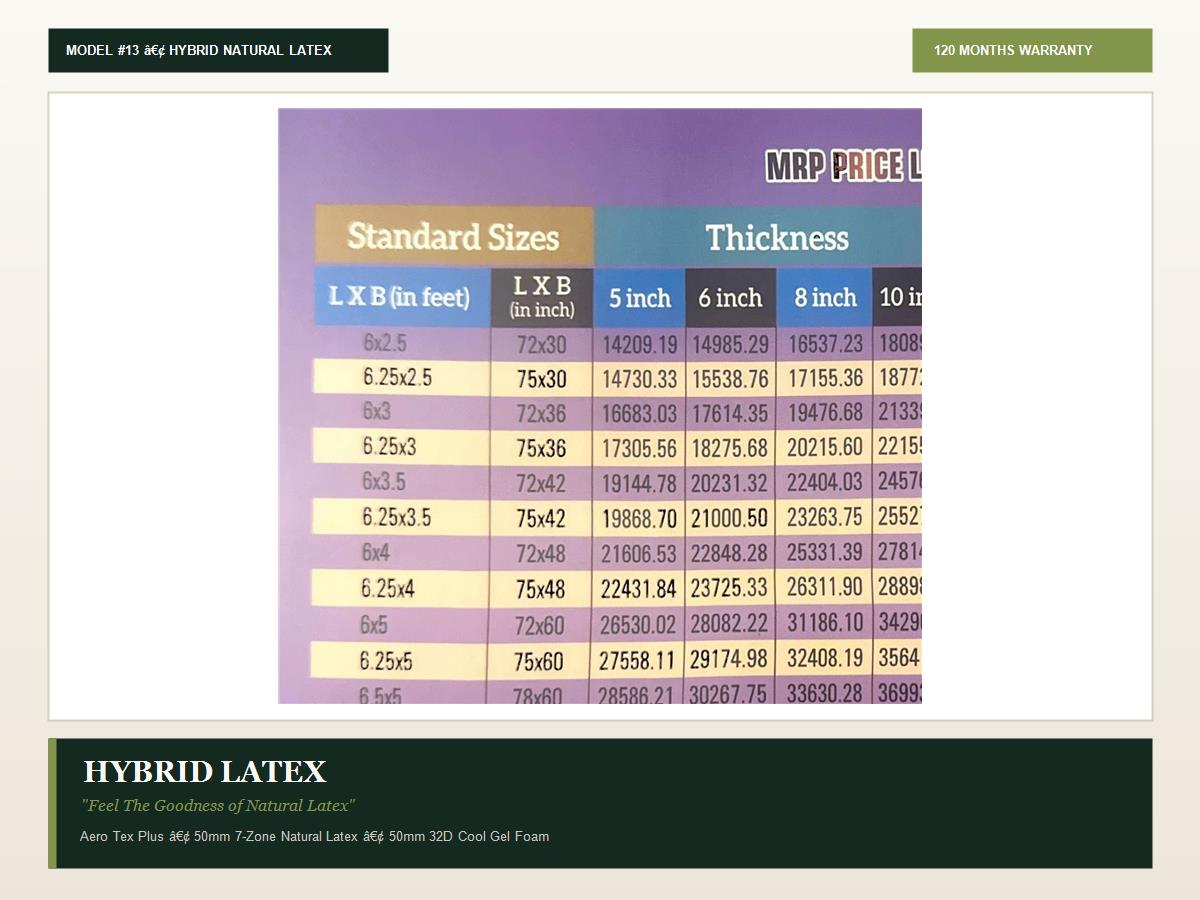 MODEL #13 â€¢ HYBRID NATURAL LATEX
120 MONTHS WARRANTY
MRP PRICE
Standard Sizes Thickness
L X B (in feet) L X B (in inch) 5 inch 6 inch 8 inch 10
6x2.5 72x30 14209.19 14985.29 16537.23
6.25x2.5 75x30 14730.33 15538.76 17155.36
6x3 72x36 16683.03 17614.35 19476.68
6.25x3 75x36 17305.56 18275.68 20215.60
6x3.5 72x42 19144.78 20231.32 22404.03
6.25x3.5 75x42 19868.70 21000.50 23263.75
6x4 72x48 21606.53 22848.28 25331.39
6.25x4 75x48 22431.84 23725.33 26311.90
6x5 72x60 26530.02 28082.22 31186.10
6.25x5 75x60 27558.11 29174.98 32408.19
6.5x5 78x60 28586.21 30267.75 33630.28
HYBRID LATEX
"Feel The Goodness of Natural Latex"
Aero Tex Plus â€¢ 50mm 7-Zone Natural Latex â€¢ 50mm 32D Cool Gel Foam